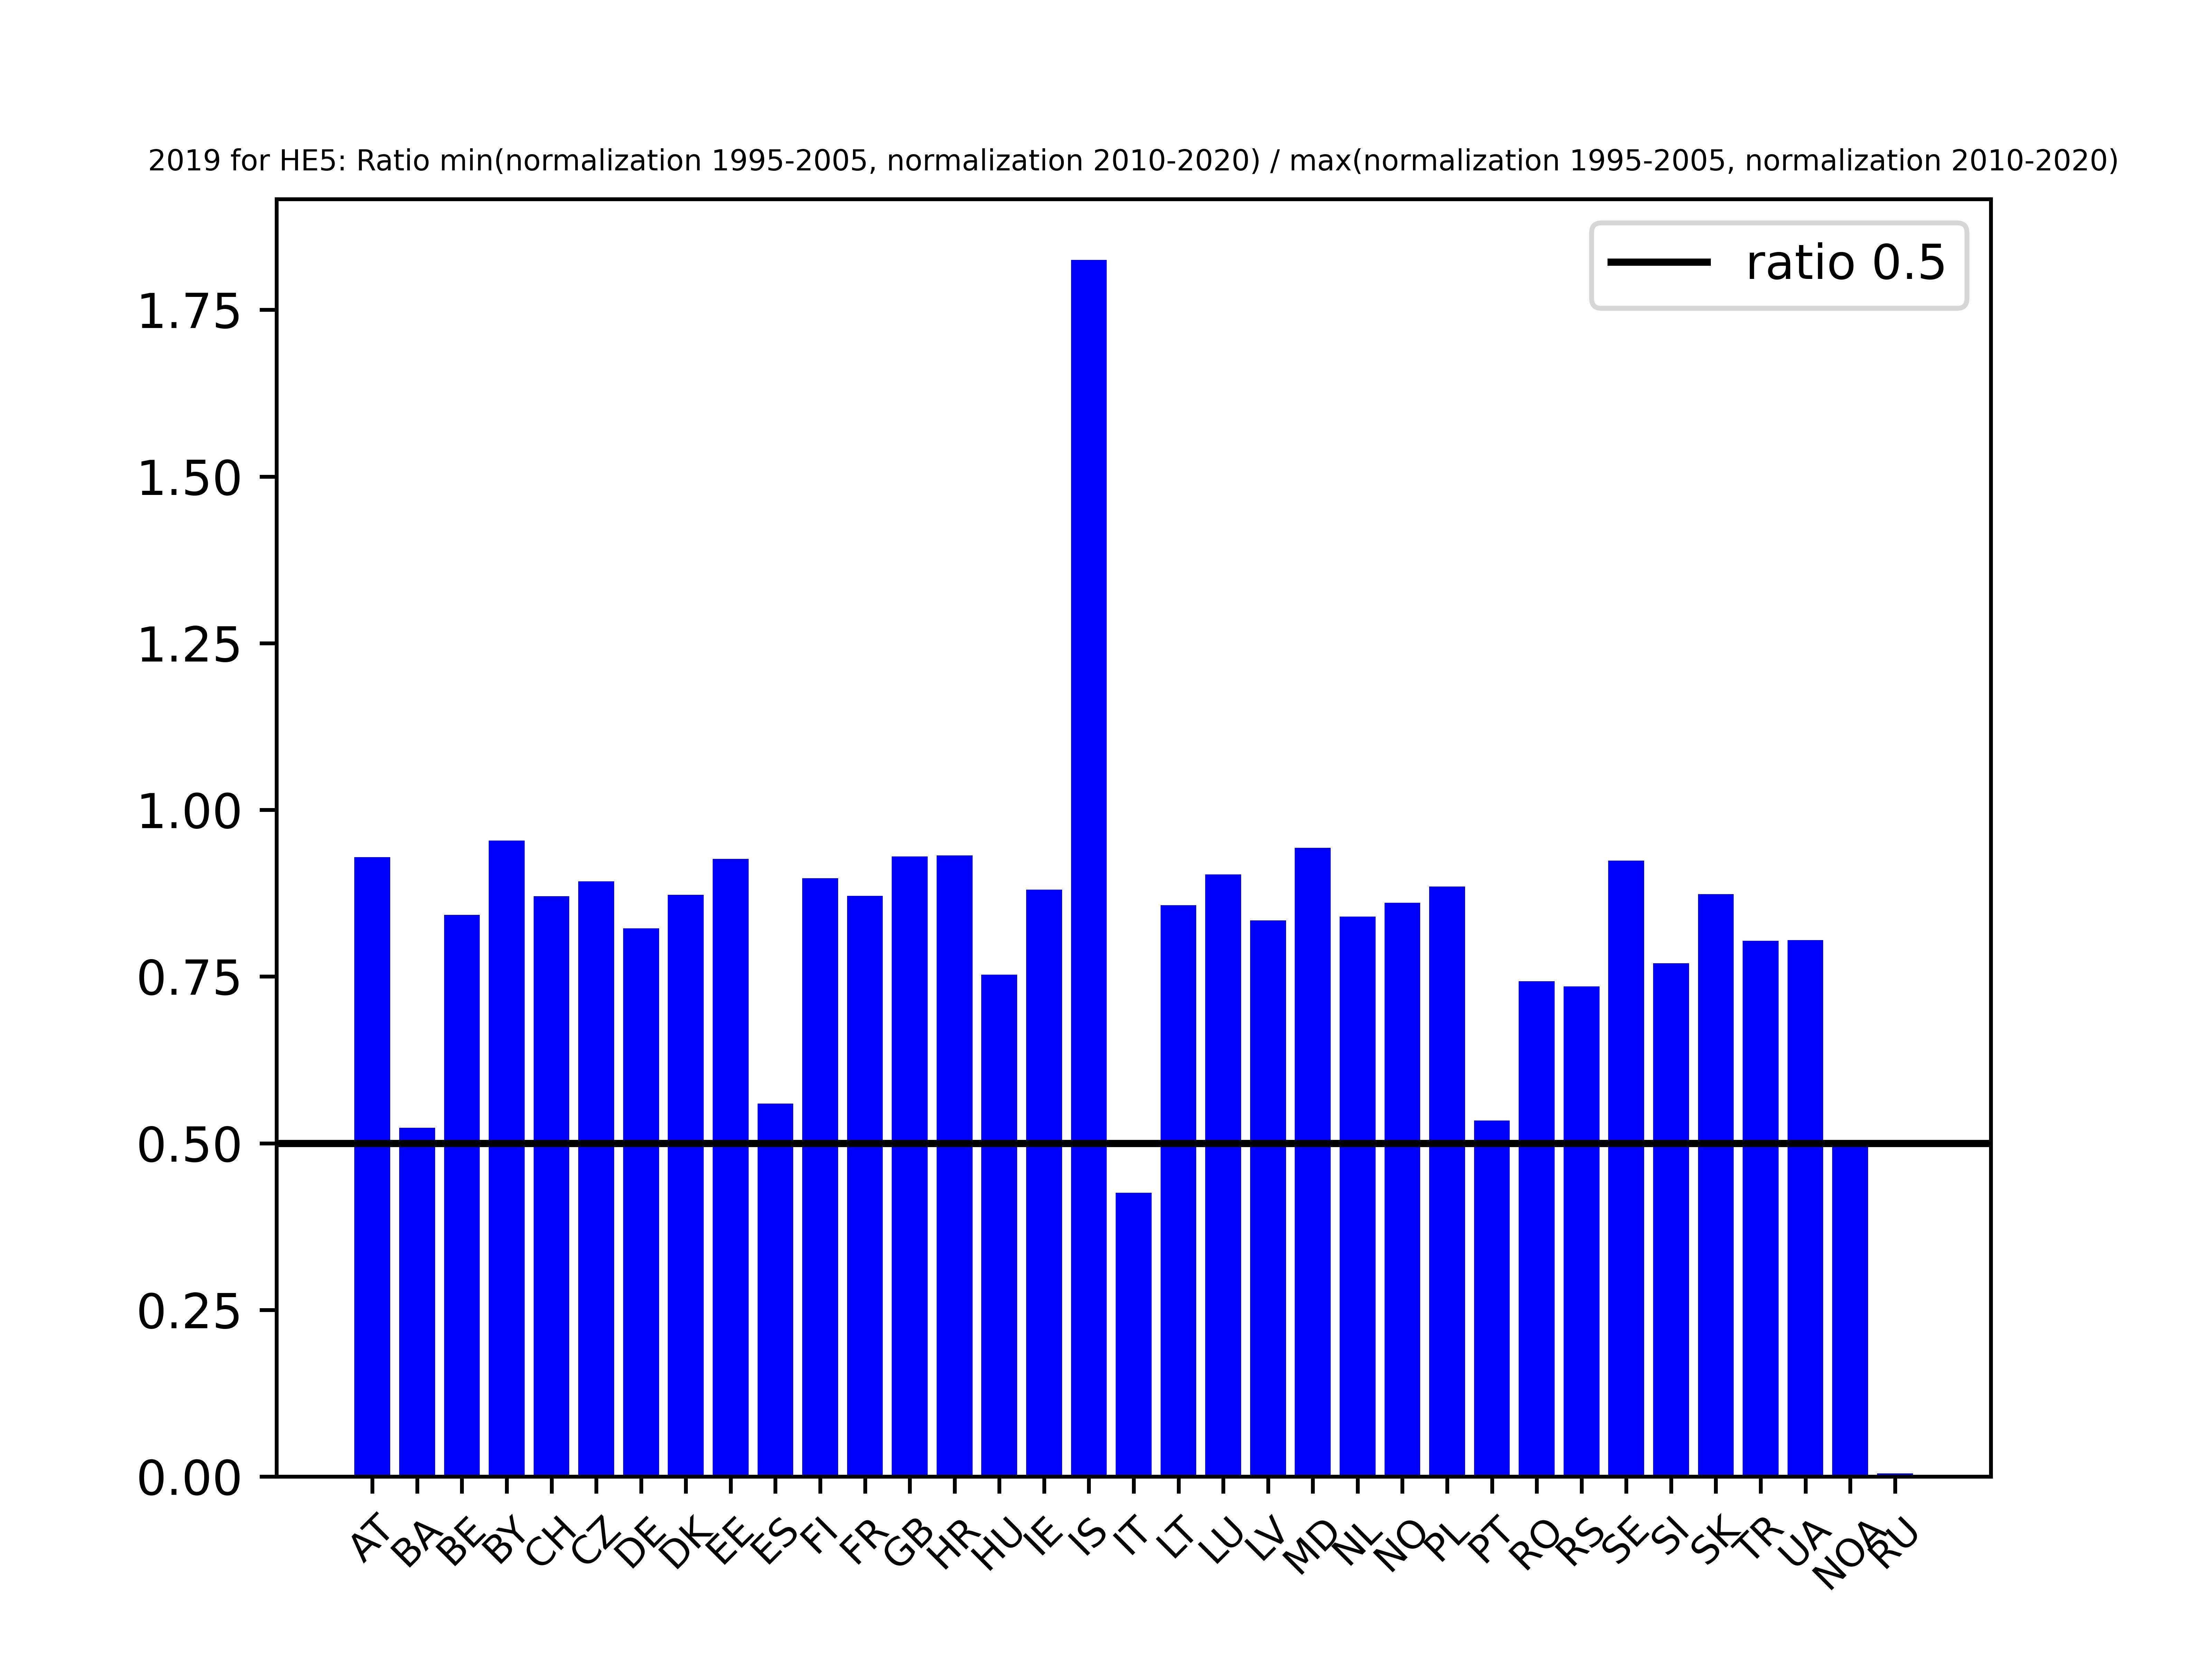 2019 for HE5: Ratio min(normalization 1995-2005, normalization 2010-2020) / max(normalization 1995-2005, normalization 2010-2020)
ratio 0.5
1.75
1.50
1.25
1.00
0.75
0.50
0.25
0.00
AT BA BE BY CH CZ DE DK EE ES FI FR GB HR HU IE IS IT LT LU LV MD NL NO PL PT RO RS SE SI SK TR UA NOA RU